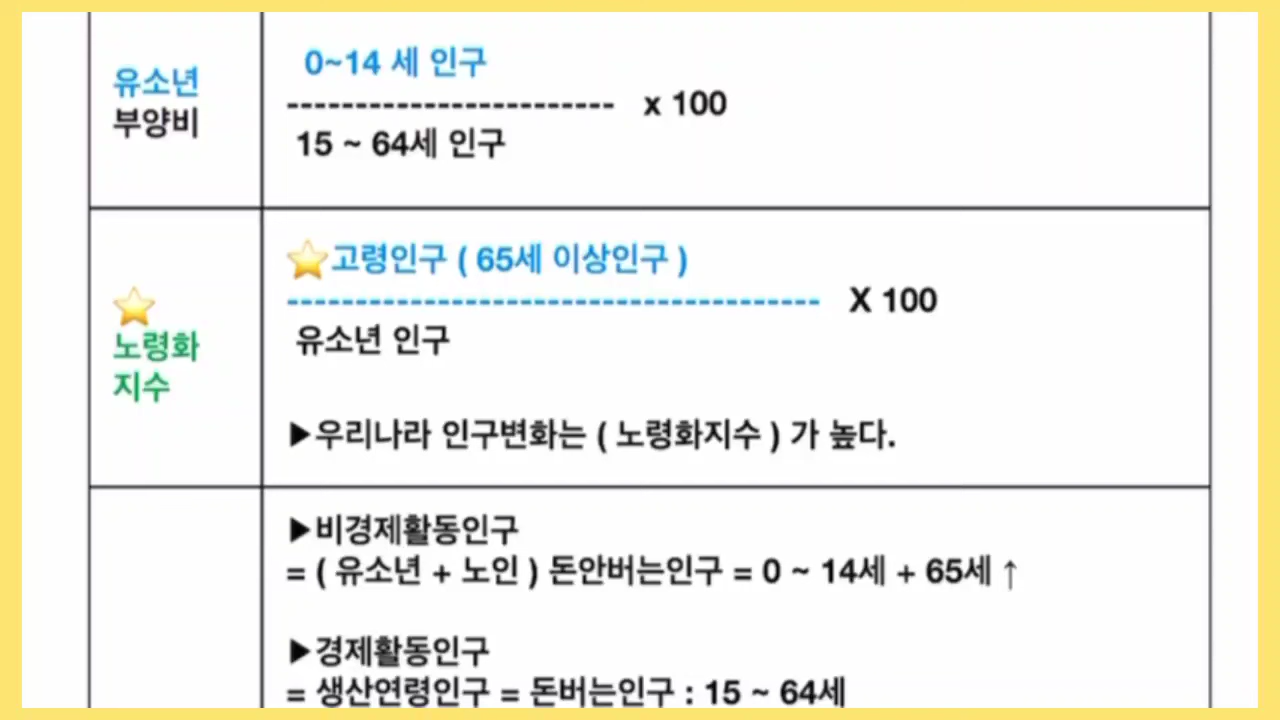 유소년
부양비
0~14 세 인구
----------------------- x 100
15 ~ 64세 인구
⭐
노령화
지수
⭐고령인구 ( 65세 이상인구 )
-------------------------------------- X 100
유소년 인구
▶우리나라 인구변화는 ( 노령화지수 ) 가 높다.
▶비경제활동인구
= ( 유소년 + 노인 ) 돈안버는인구 = 0 ~ 14세 + 65세 ↑
▶경제활동인구
= 생산연령인구 = 돈버는인구 : 15 ~ 64세